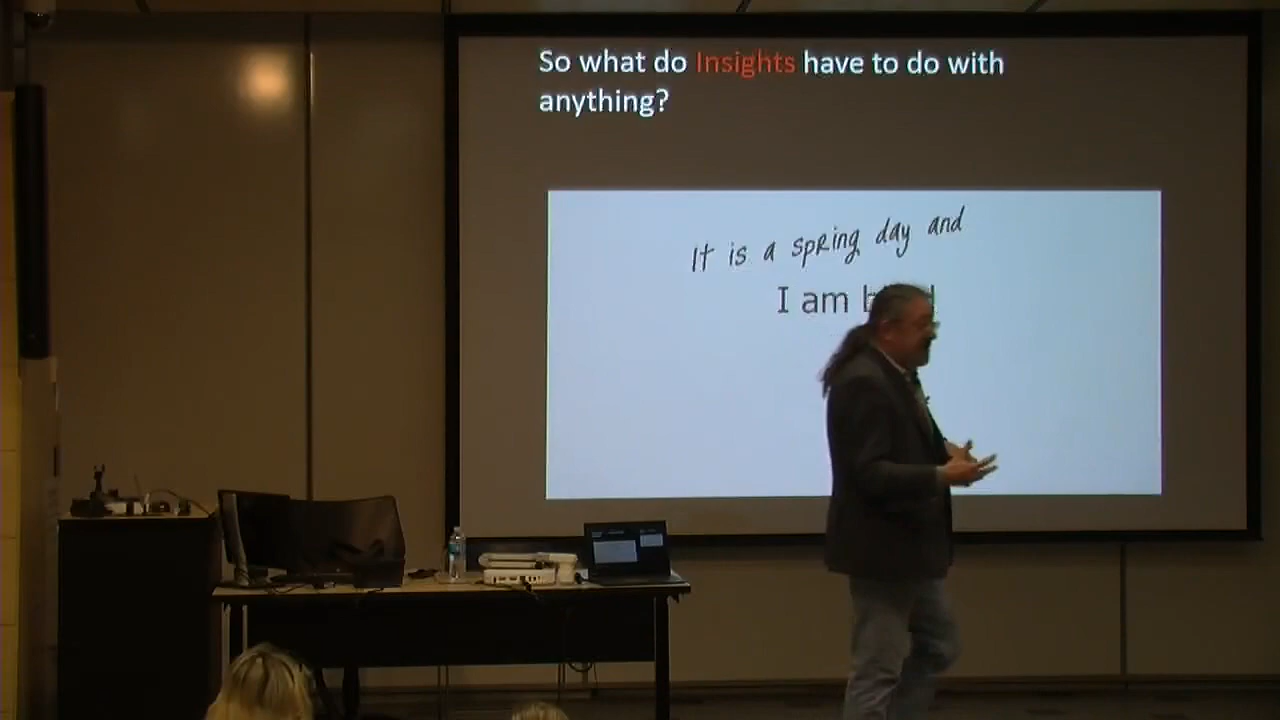 So what do Insights have to do with
anything?
It is a spring day and
I am